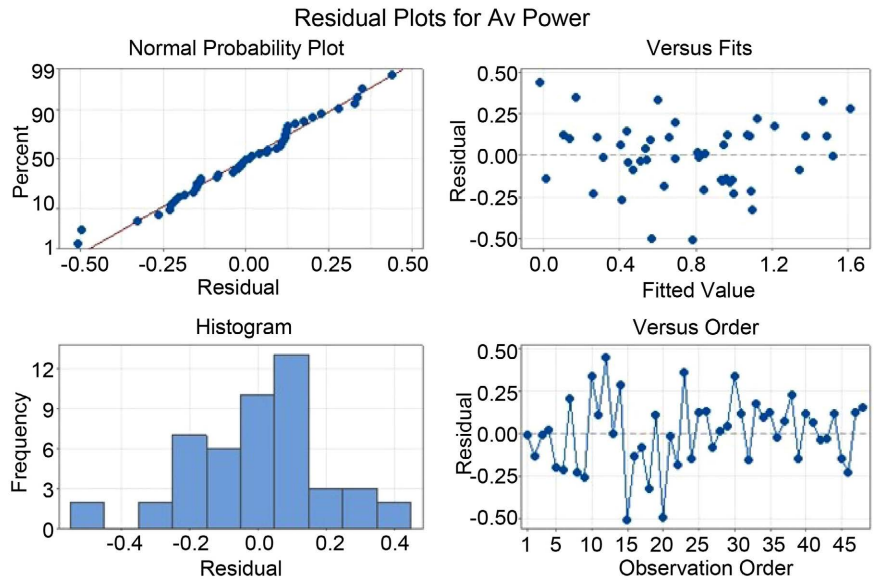 Residual Plots for Av Power
Normal Probability Plot
99
90
50
10
1
Percent
-0.50 -0.25 0.00 0.25 0.50
Residual
Versus Fits
0.50
0.25
0.00
-0.25
-0.50
Residual
0.0 0.4 0.8 1.2 1.6
Fitted Value
Histogram
12
9
6
3
0
Frequency
-0.4 -0.2 0.0 0.2 0.4
Residual
Versus Order
0.50
0.25
0.00
-0.25
-0.50
Residual
1 5 10 15 20 25 30 35 40 45
Observation Order